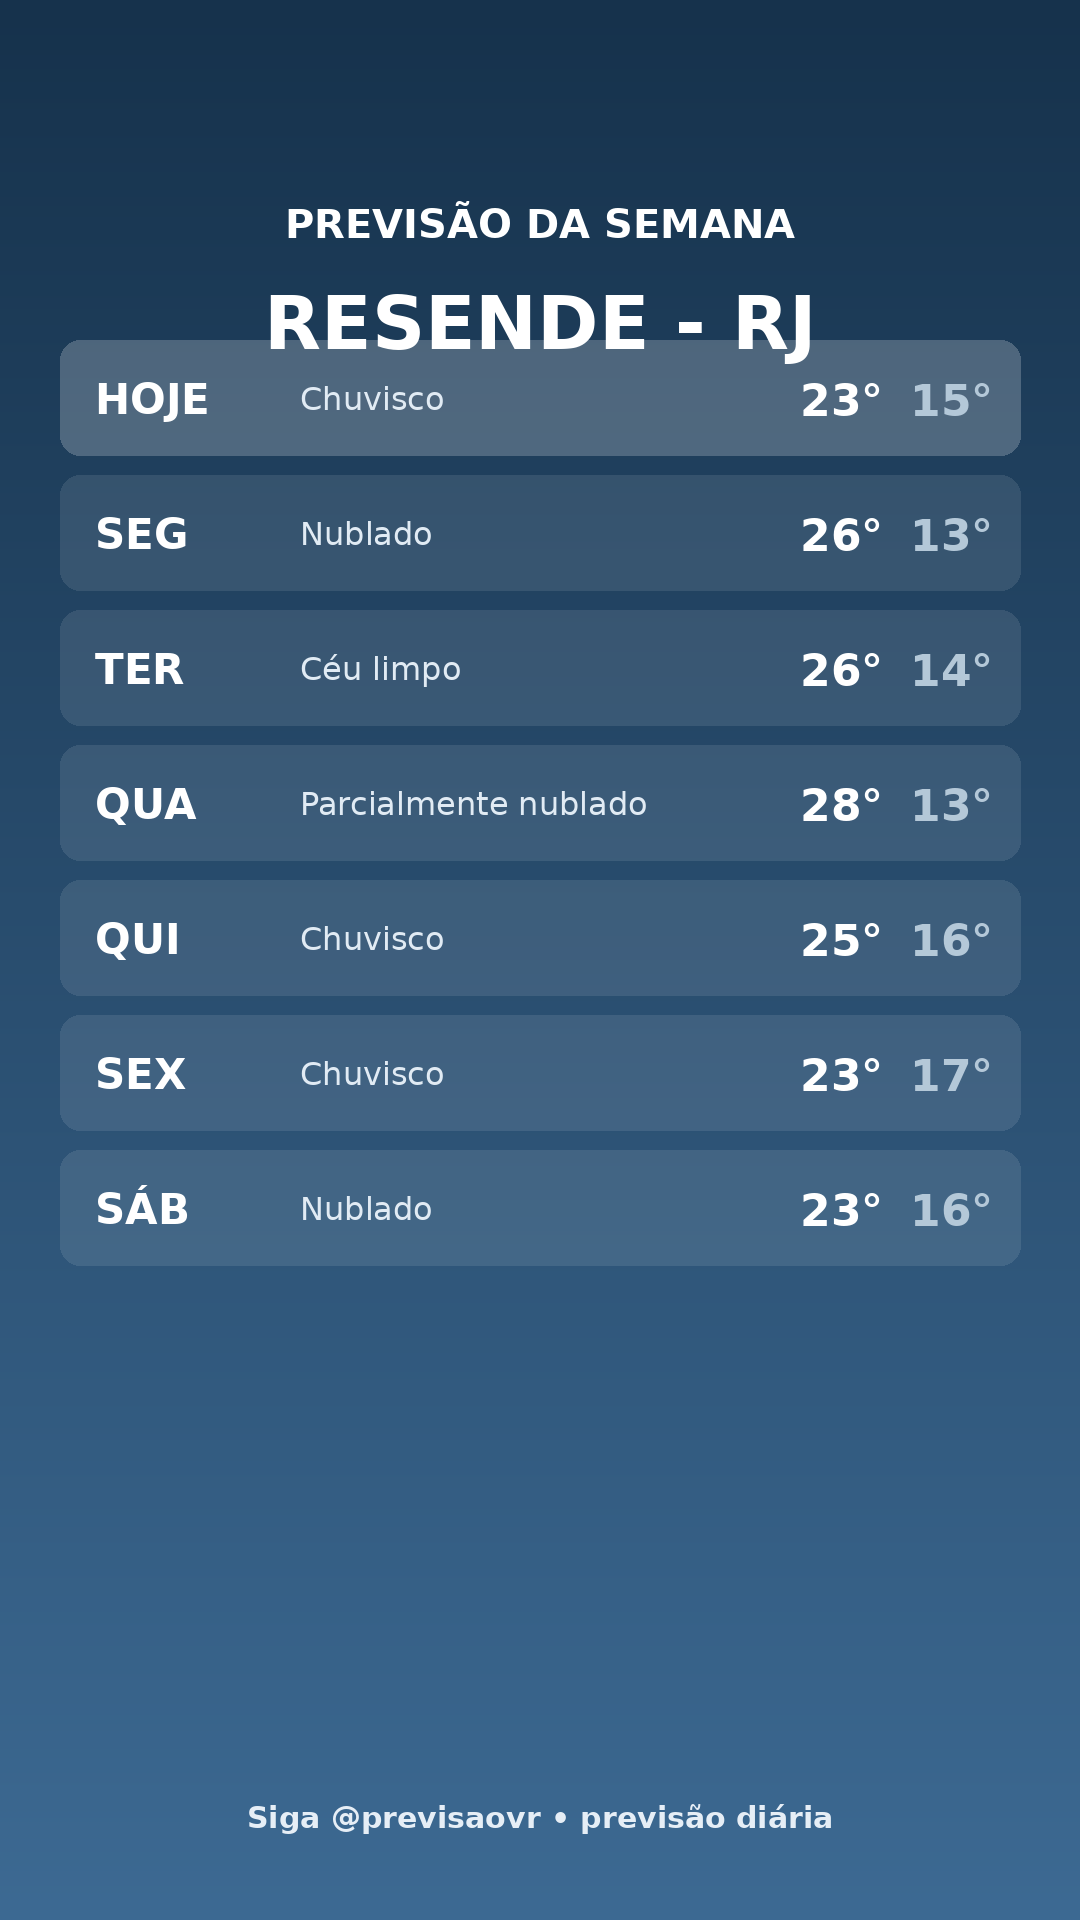 PREVISÃO DA SEMANA
RESENDE - RJ
HOJE Chuvisco 23° 15°
SEG Nublado 26° 13°
TER Céu limpo 26° 14°
QUA Parcialmente nublado 28° 13°
QUI Chuvisco 25° 16°
SEX Chuvisco 23° 17°
SÁB Nublado 23° 16°
Siga @previsaovr • previsão diária